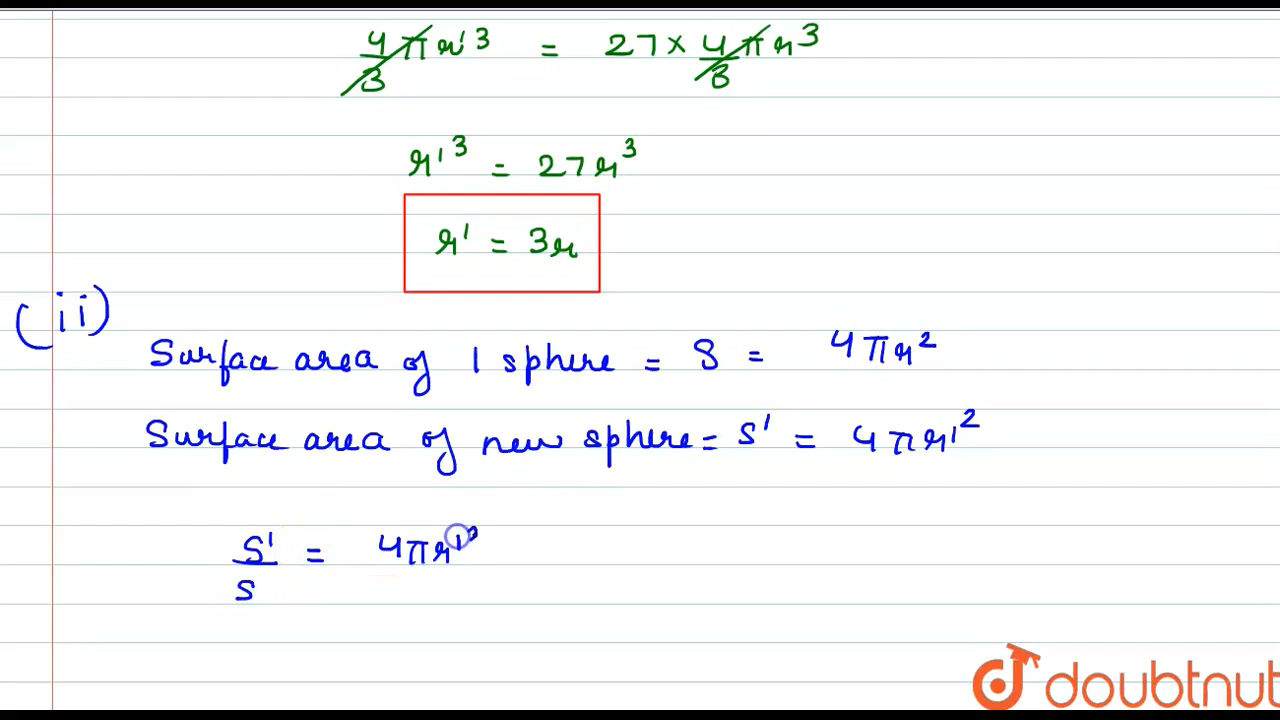 4/3 πr'³ = 27 × 4/3 πr³
r'³ = 27r³
r' = 3r
(ii)
Surface area of 1 sphere = S = 4πr²
Surface area of new sphere = S' = 4πr'²
S'/S = 4πr'²
doubtnut